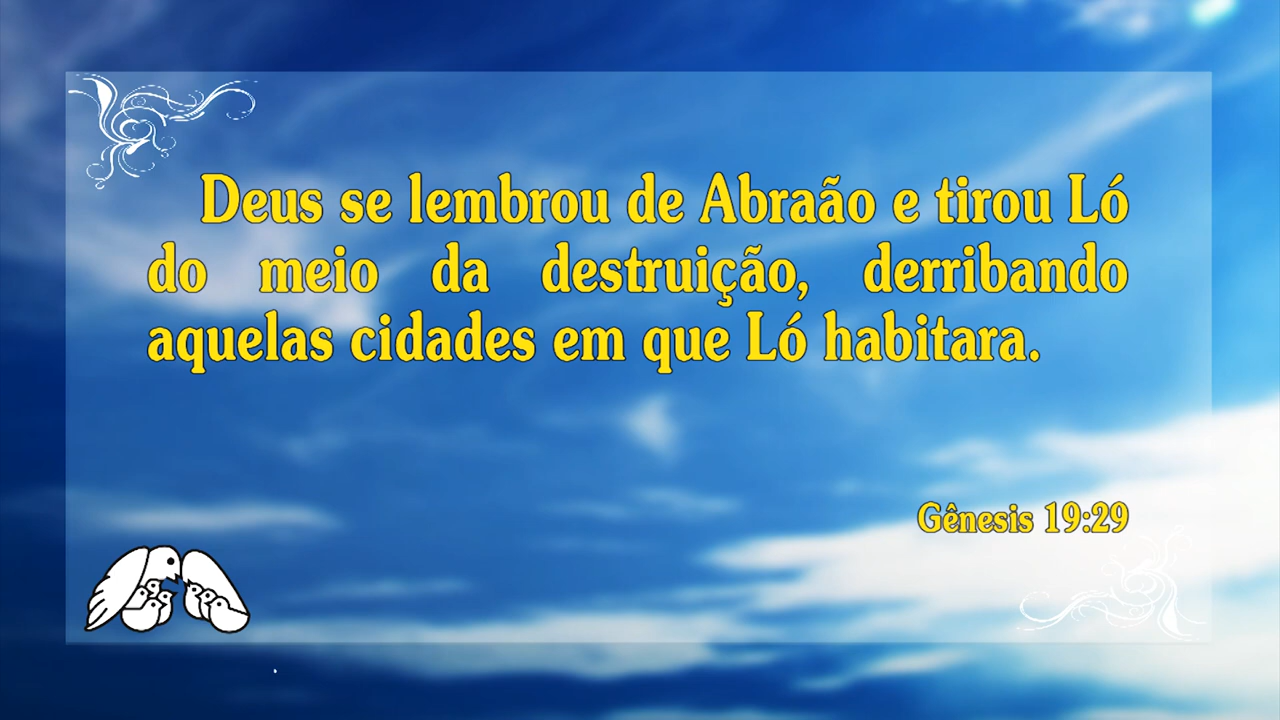 Deus se lembrou de Abraão e tirou Ló
do meio da destruição, derribando
aquelas cidades em que Ló habitara.
Gênesis 19:29